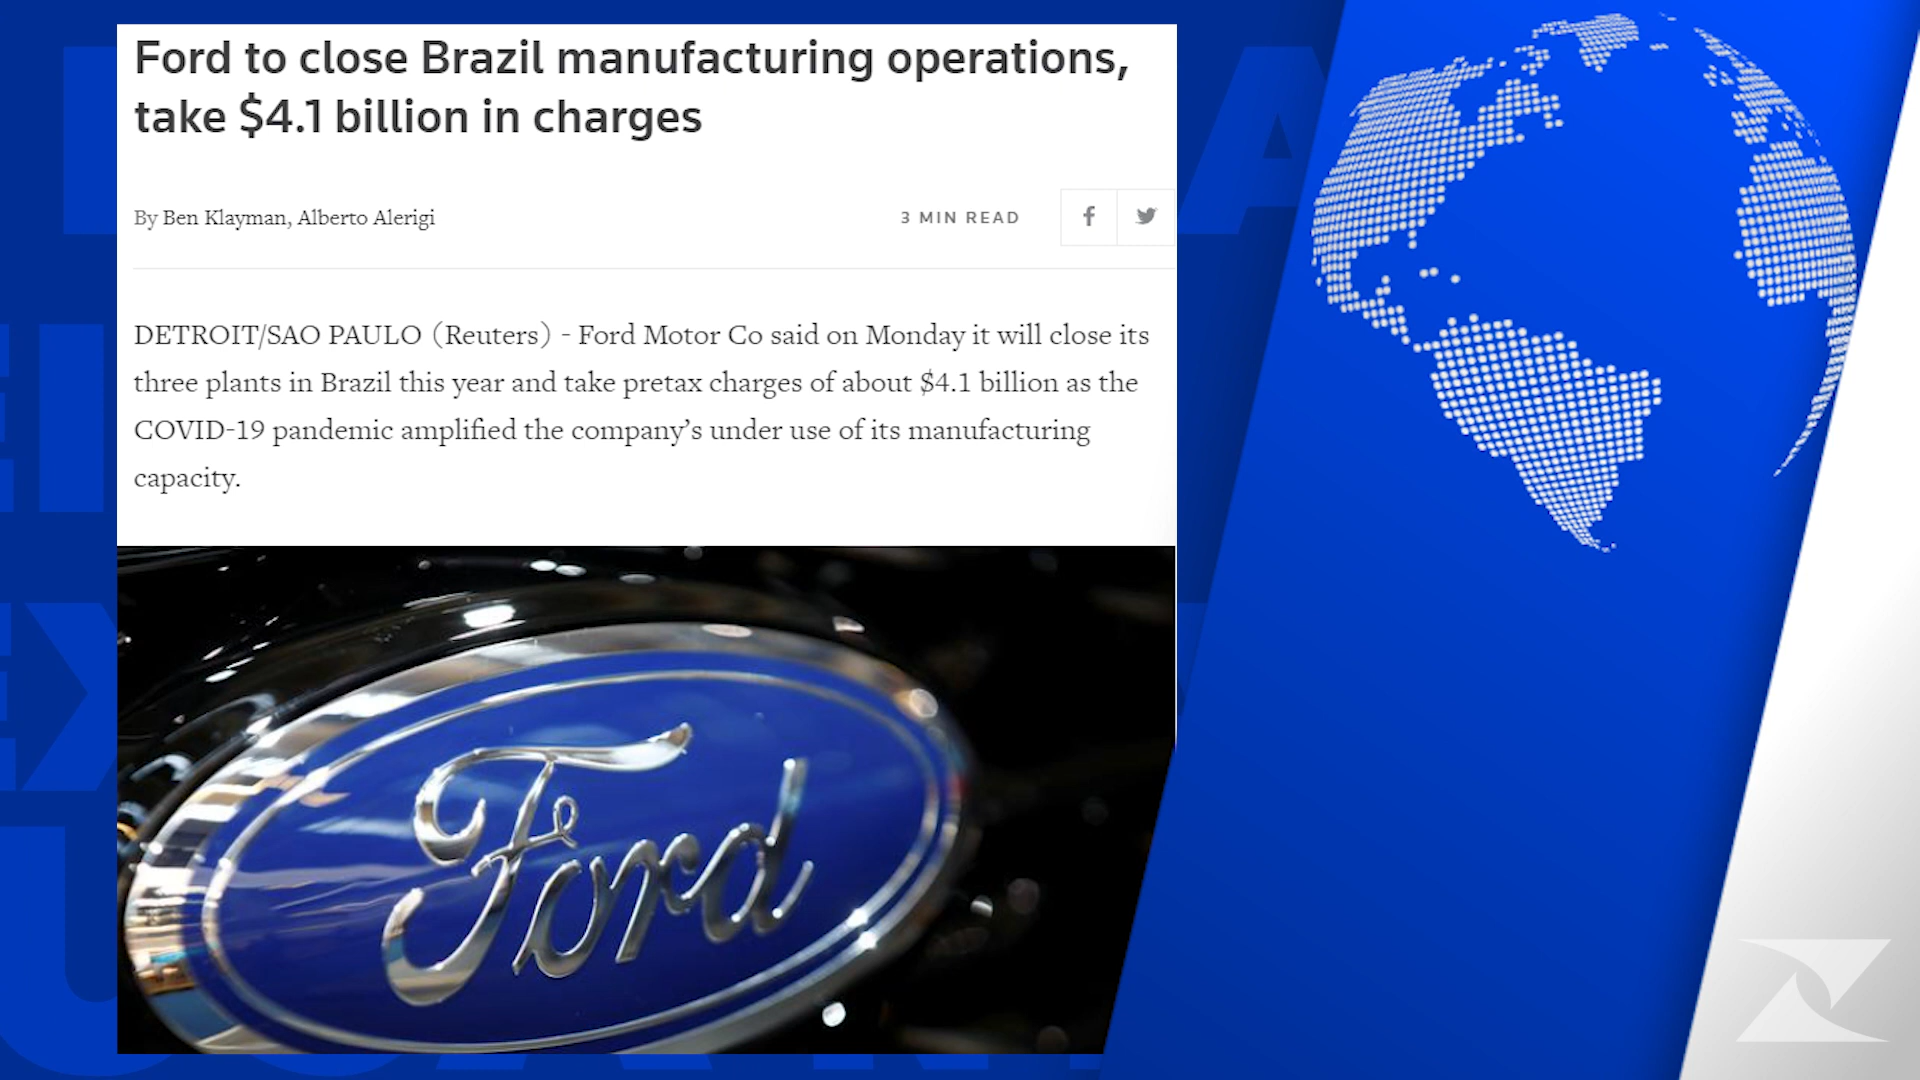 Ford to close Brazil manufacturing operations,
take $4.1 billion in charges
By Ben Klayman, Alberto Alerigi
3 MIN READ
DETROIT/SAO PAULO (Reuters) - Ford Motor Co said on Monday it will close its
three plants in Brazil this year and take pretax charges of about $4.1 billion as the
COVID-19 pandemic amplified the company’s under use of its manufacturing
capacity.
Ford